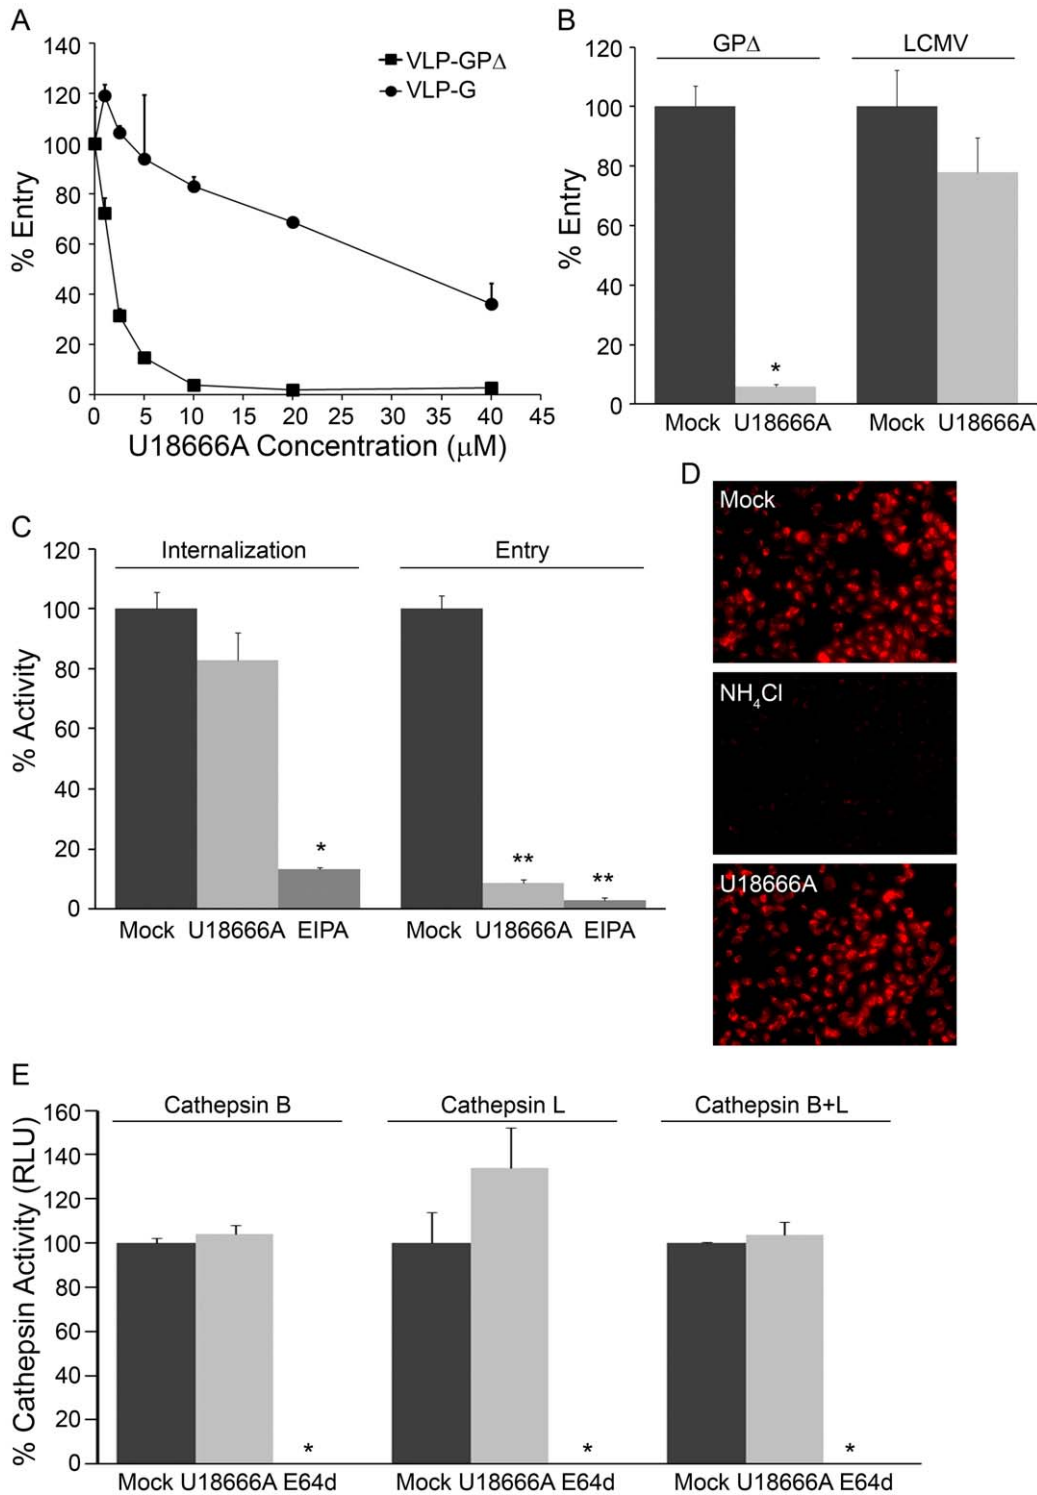 A
140
120
100
80
60
40
20
0
% Entry
VLP-GPΔ
VLP-G
0 5 10 15 20 25 30 35 40 45
U18666A Concentration (μM)
B
120
100
80
60
40
20
0
% Entry
GPΔ LCMV
*
Mock U18666A Mock U18666A
C
120
100
80
60
40
20
0
% Activity
Internalization Entry
* ** **
Mock U18666A EIPA Mock U18666A EIPA
D
Mock
NH4Cl
U18666A
E
160
140
120
100
80
60
40
20
0
% Cathepsin Activity (RLU)
Cathepsin B Cathepsin L Cathepsin B+L
* * *
Mock U18666A E64d Mock U18666A E64d Mock U18666A E64d